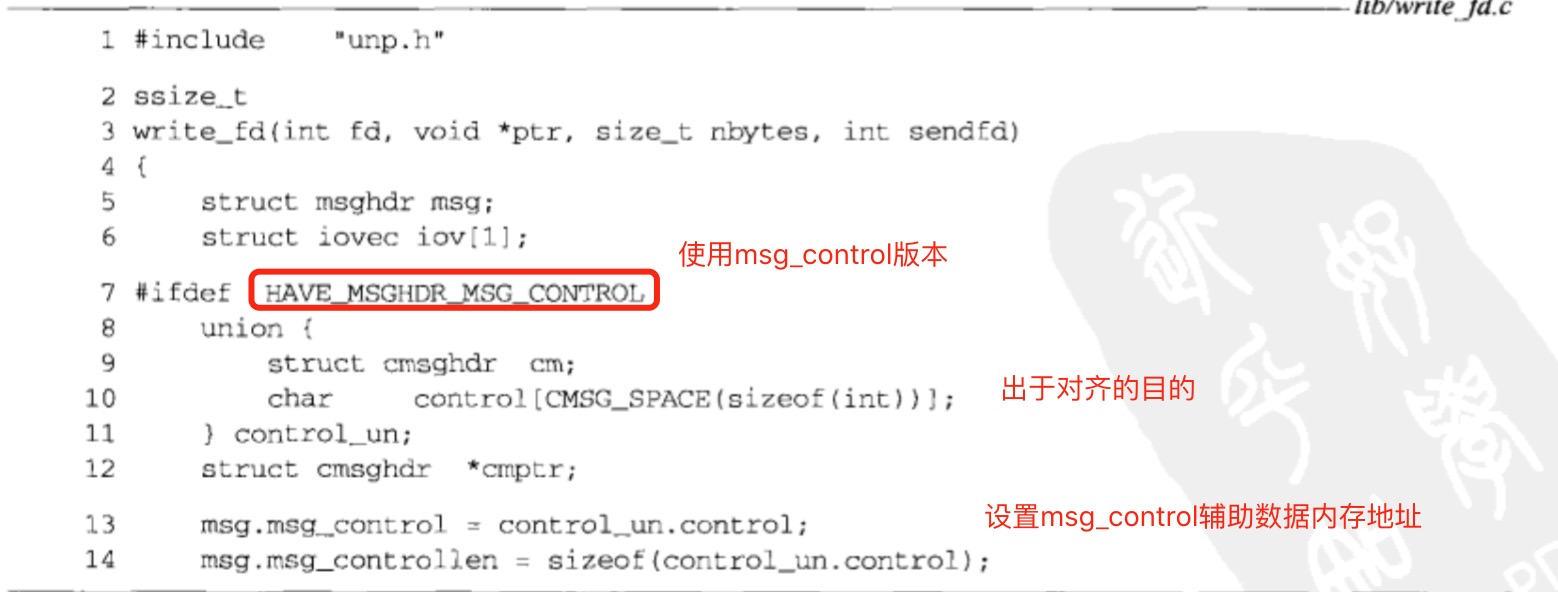 lib/write_fd.c
1 #include "unp.h"
2 ssize_t
3 write_fd(int fd, void *ptr, size_t nbytes, int sendfd)
4 {
5 struct msghdr msg;
6 struct iovec iov[1];
使用msg_control版本
7 #ifdef HAVE_MSGHDR_MSG_CONTROL
8 union {
9 struct cmsghdr cm;
10 char control[CMSG_SPACE(sizeof(int))];
出于对齐的目的
11 } control_un;
12 struct cmsghdr *cmptr;
13 msg.msg_control = control_un.control;
设置msg_control辅助数据内存地址
14 msg.msg_controllen = sizeof(control_un.control);